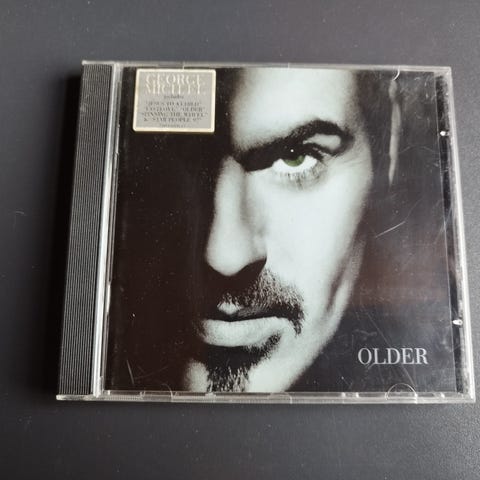 GEORGE
MICHAEL
includes
"JESUS TO A CHILD"
"FASTLOVE" "OLDER"
"SPINNING THE WHEEL"
& "STAR PEOPLE '97"
OLDER